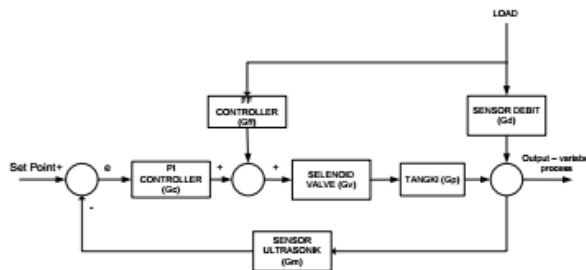 LOAD
FF
CONTROLLER
(Gff)
SENSOR DEBIT
(Gd)
Set Point+
e
PI
CONTROLLER
(Gc)
+
+
SELENOID
VALVE (Gv)
TANGKI (Gp)
Output – variabel
process
-
SENSOR
ULTRASONIK
(Gm)